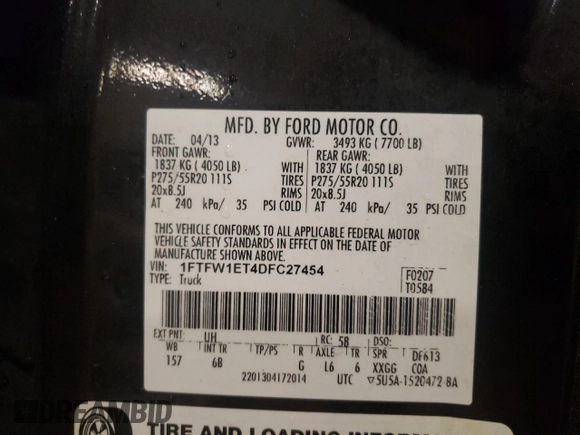 MFD. BY FORD MOTOR CO.
DATE: 04/13 GVWR: 3493 KG ( 7700 LB)
FRONT GAWR: REAR GAWR:
1837 KG ( 4050 LB) WITH 1837 KG ( 4050 LB) WITH
P275/55R20 111S TIRES P275/55R20 111S TIRES
20x8.5J RIMS 20x8.5J RIMS
AT 240 kPa/ 35 PSI COLD AT 240 kPa/ 35 PSI COLD
THIS VEHICLE CONFORMS TO ALL APPLICABLE FEDERAL MOTOR
VEHICLE SAFETY STANDARDS IN EFFECT ON THE DATE OF
MANUFACTURE SHOWN ABOVE.
VIN: 1FTFW1ET4DFC27454 F0207
TYPE: Truck T0584
EXT PNT: UH RC: 58 DSO:
WB INT TR TP/PS R AXLE TR SPR DF613
157 6B G L6 6 XXGG COA
2201304172014 UTC ▽5U5A-1520472-BA
TIRE AND LOADING INFORMATION
DREAMBID